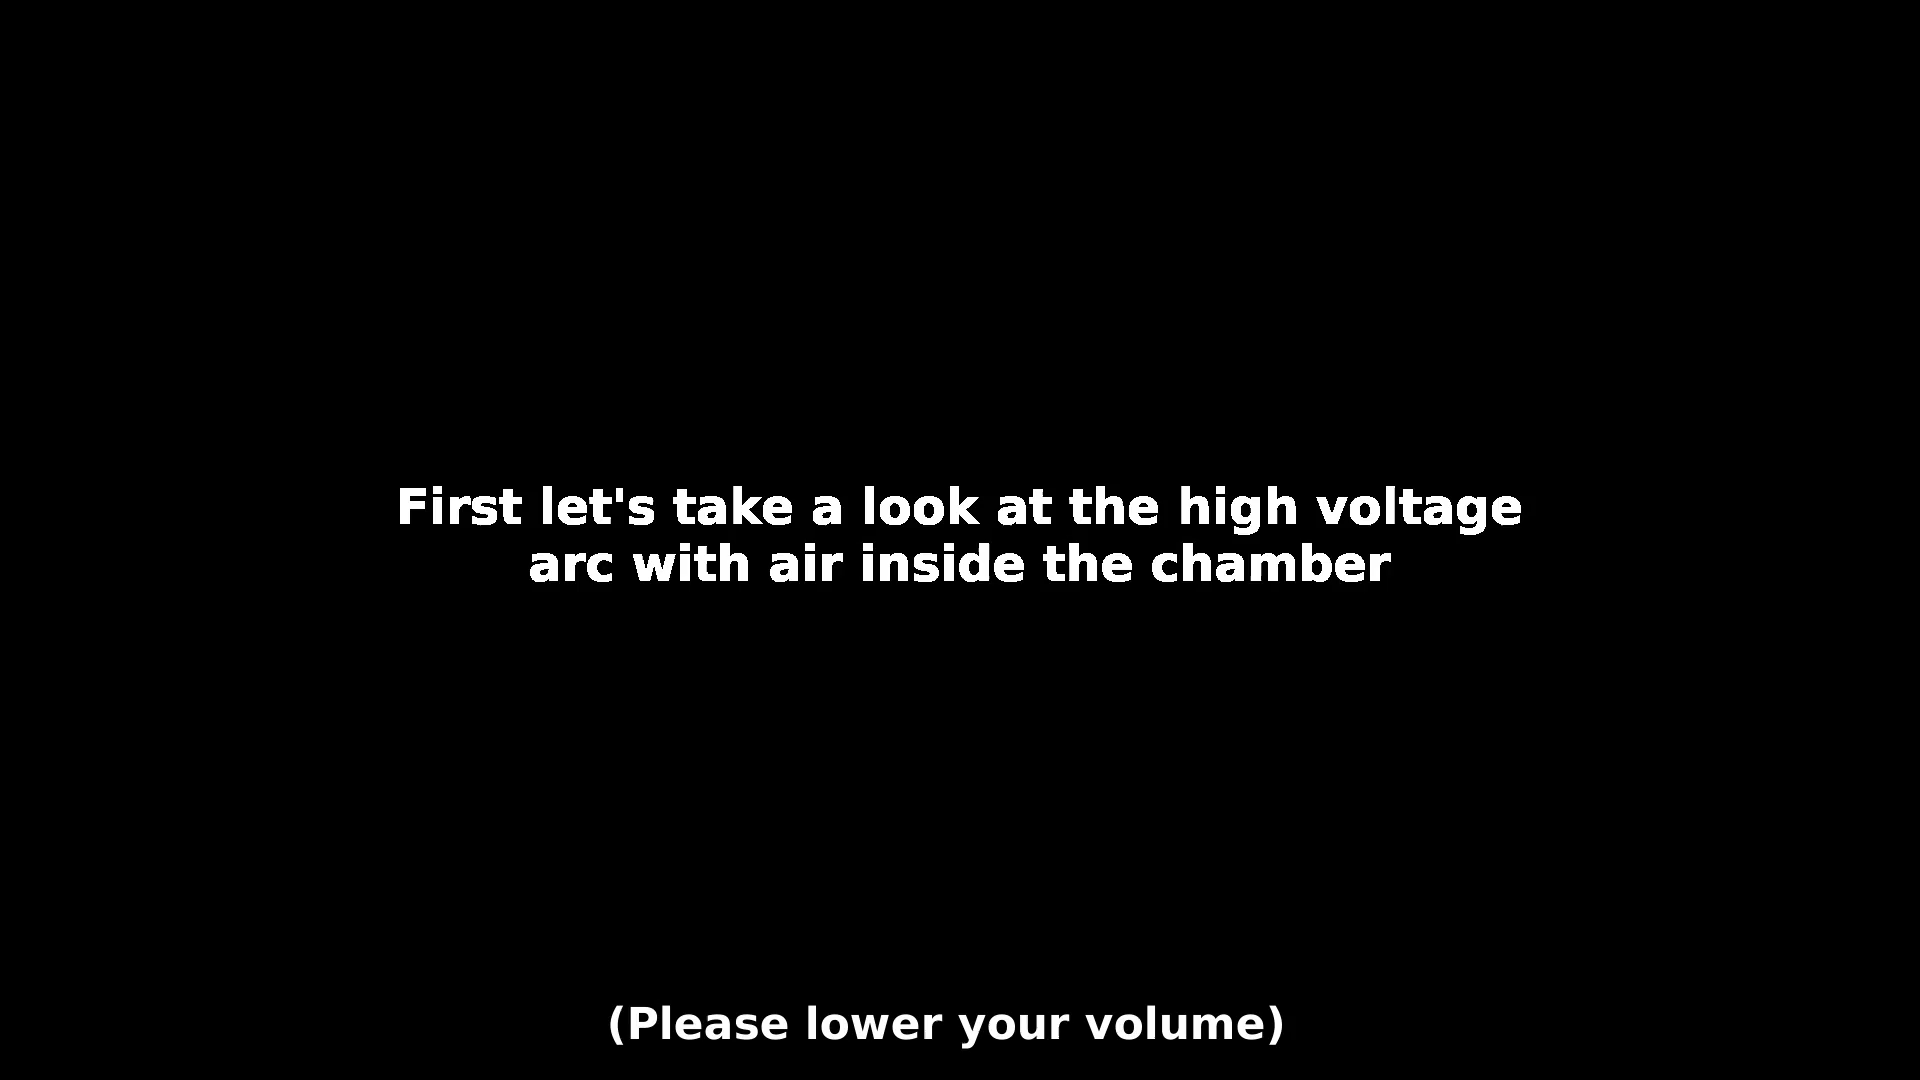 First let's take a look at the high voltage
arc with air inside the chamber
(Please lower your volume)